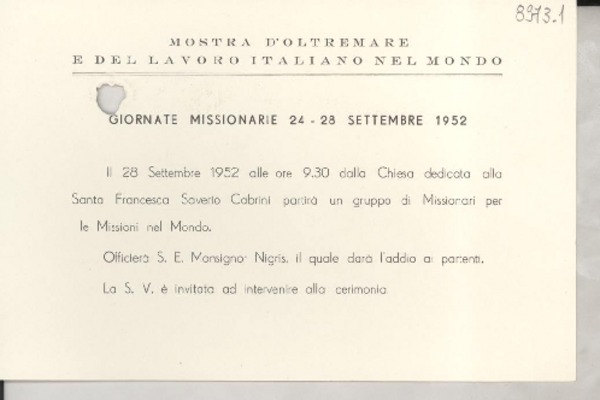 8973.1
MOSTRA D'OLTREMARE
E DEL LAVORO ITALIANO NEL MONDO
GIORNATE MISSIONARIE 24 - 28 SETTEMBRE 1952
Il 28 Settembre 1952 alle ore 9.30 dalla Chiesa dedicata alla
Santa Francesca Saverio Cabrini partirà un gruppo di Missionari per
le Missioni nel Mondo.
Officierà S. E. Monsignor Nigris, il quale darà l'addio ai partenti.
La S. V. è invitata ad intervenire alla cerimonia.